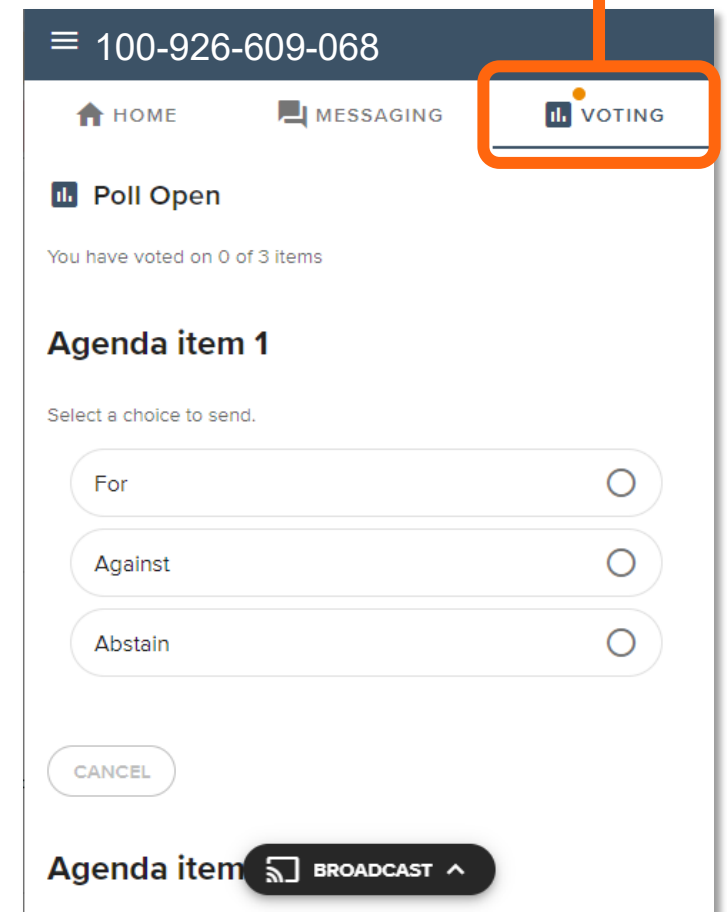 100-926-609-068
HOME MESSAGING VOTING
Poll Open
You have voted on 0 of 3 items
Agenda item 1
Select a choice to send.
For
Against
Abstain
CANCEL
Agenda item
BROADCAST